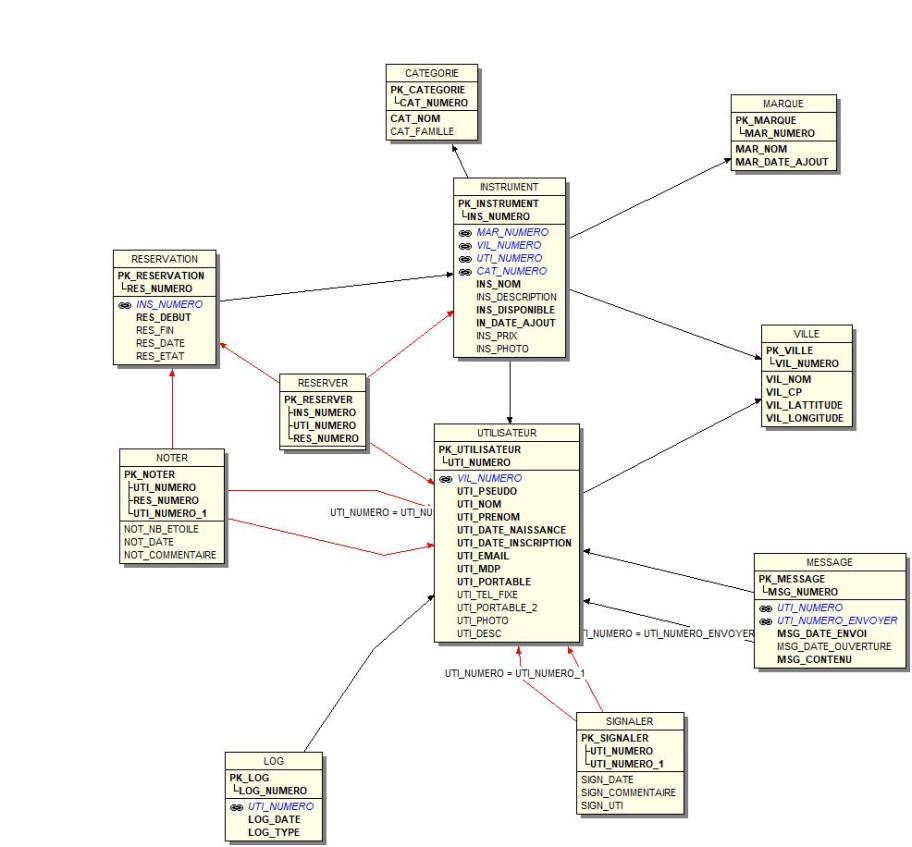 CATEGORIE
PK_CATEGORIE
CAT_NUMERO
CAT_NOM
CAT_FAMILLE
MARQUE
PK_MARQUE
MAR_NUMERO
MAR_NOM
MAR_DATE_AJOUT
INSTRUMENT
PK_INSTRUMENT
INS_NUMERO
MAR_NUMERO
VIL_NUMERO
UTI_NUMERO
CAT_NUMERO
INS_NOM
INS_DESCRIPTION
INS_DISPONIBLE
IN_DATE_AJOUT
INS_PRIX
INS_PHOTO
RESERVATION
PK_RESERVATION
RES_NUMERO
INS_NUMERO
RES_DEBUT
RES_FIN
RES_DATE
RES_ETAT
VILLE
PK_VILLE
VIL_NUMERO
VIL_NOM
VIL_CP
VIL_LATTITUDE
VIL_LONGITUDE
RESERVER
PK_RESERVER
INS_NUMERO
UTI_NUMERO
RES_NUMERO
UTILISATEUR
PK_UTILISATEUR
UTI_NUMERO
VIL_NUMERO
UTI_PSEUDO
UTI_NOM
UTI_PRENOM
UTI_DATE_NAISSANCE
UTI_DATE_INSCRIPTION
UTI_EMAIL
UTI_MDP
UTI_PORTABLE
UTI_TEL_FIXE
UTI_PORTABLE_2
UTI_PHOTO
UTI_DESC
NOTER
PK_NOTER
UTI_NUMERO
RES_NUMERO
UTI_NUMERO_1
NOT_NB_ETOILE
NOT_DATE
NOT_COMMENTAIRE
UTI_NUMERO = UTI_NU
MESSAGE
PK_MESSAGE
MSG_NUMERO
UTI_NUMERO
UTI_NUMERO_ENVOYER
MSG_DATE_ENVOI
MSG_DATE_OUVERTURE
MSG_CONTENU
TI_NUMERO = UTI_NUMERO_ENVOYER
UTI_NUMERO = UTI_NUMERO_1
SIGNALER
PK_SIGNALER
UTI_NUMERO
UTI_NUMERO_1
SIGN_DATE
SIGN_COMMENTAIRE
SIGN_UTI
LOG
PK_LOG
LOG_NUMERO
UTI_NUMERO
LOG_DATE
LOG_TYPE